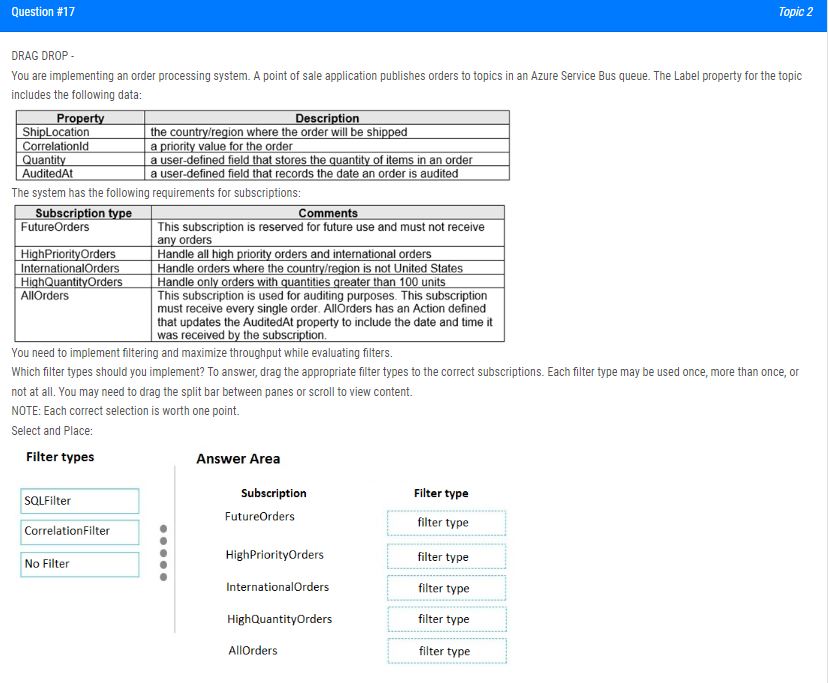 Question #17
Topic 2
DRAG DROP -
You are implementing an order processing system. A point of sale application publishes orders to topics in an Azure Service Bus queue. The Label property for the topic
includes the following data:
Property Description
ShipLocation the country/region where the order will be shipped
CorrelationId a priority value for the order
Quantity a user-defined field that stores the quantity of items in an order
AuditedAt a user-defined field that records the date an order is audited
The system has the following requirements for subscriptions:
Subscription type Comments
FutureOrders This subscription is reserved for future use and must not receive
any orders
HighPriorityOrders Handle all high priority orders and international orders
InternationalOrders Handle orders where the country/region is not United States
HighQuantityOrders Handle only orders with quantities greater than 100 units
AllOrders This subscription is used for auditing purposes. This subscription
must receive every single order. AllOrders has an Action defined
that updates the AuditedAt property to include the date and time it
was received by the subscription.
You need to implement filtering and maximize throughput while evaluating filters.
Which filter types should you implement? To answer, drag the appropriate filter types to the correct subscriptions. Each filter type may be used once, more than once, or
not at all. You may need to drag the split bar between panes or scroll to view content.
NOTE: Each correct selection is worth one point.
Select and Place:
Filter types
Answer Area
SQLFilter
CorrelationFilter
No Filter
Subscription Filter type
FutureOrders filter type
HighPriorityOrders filter type
InternationalOrders filter type
HighQuantityOrders filter type
AllOrders filter type